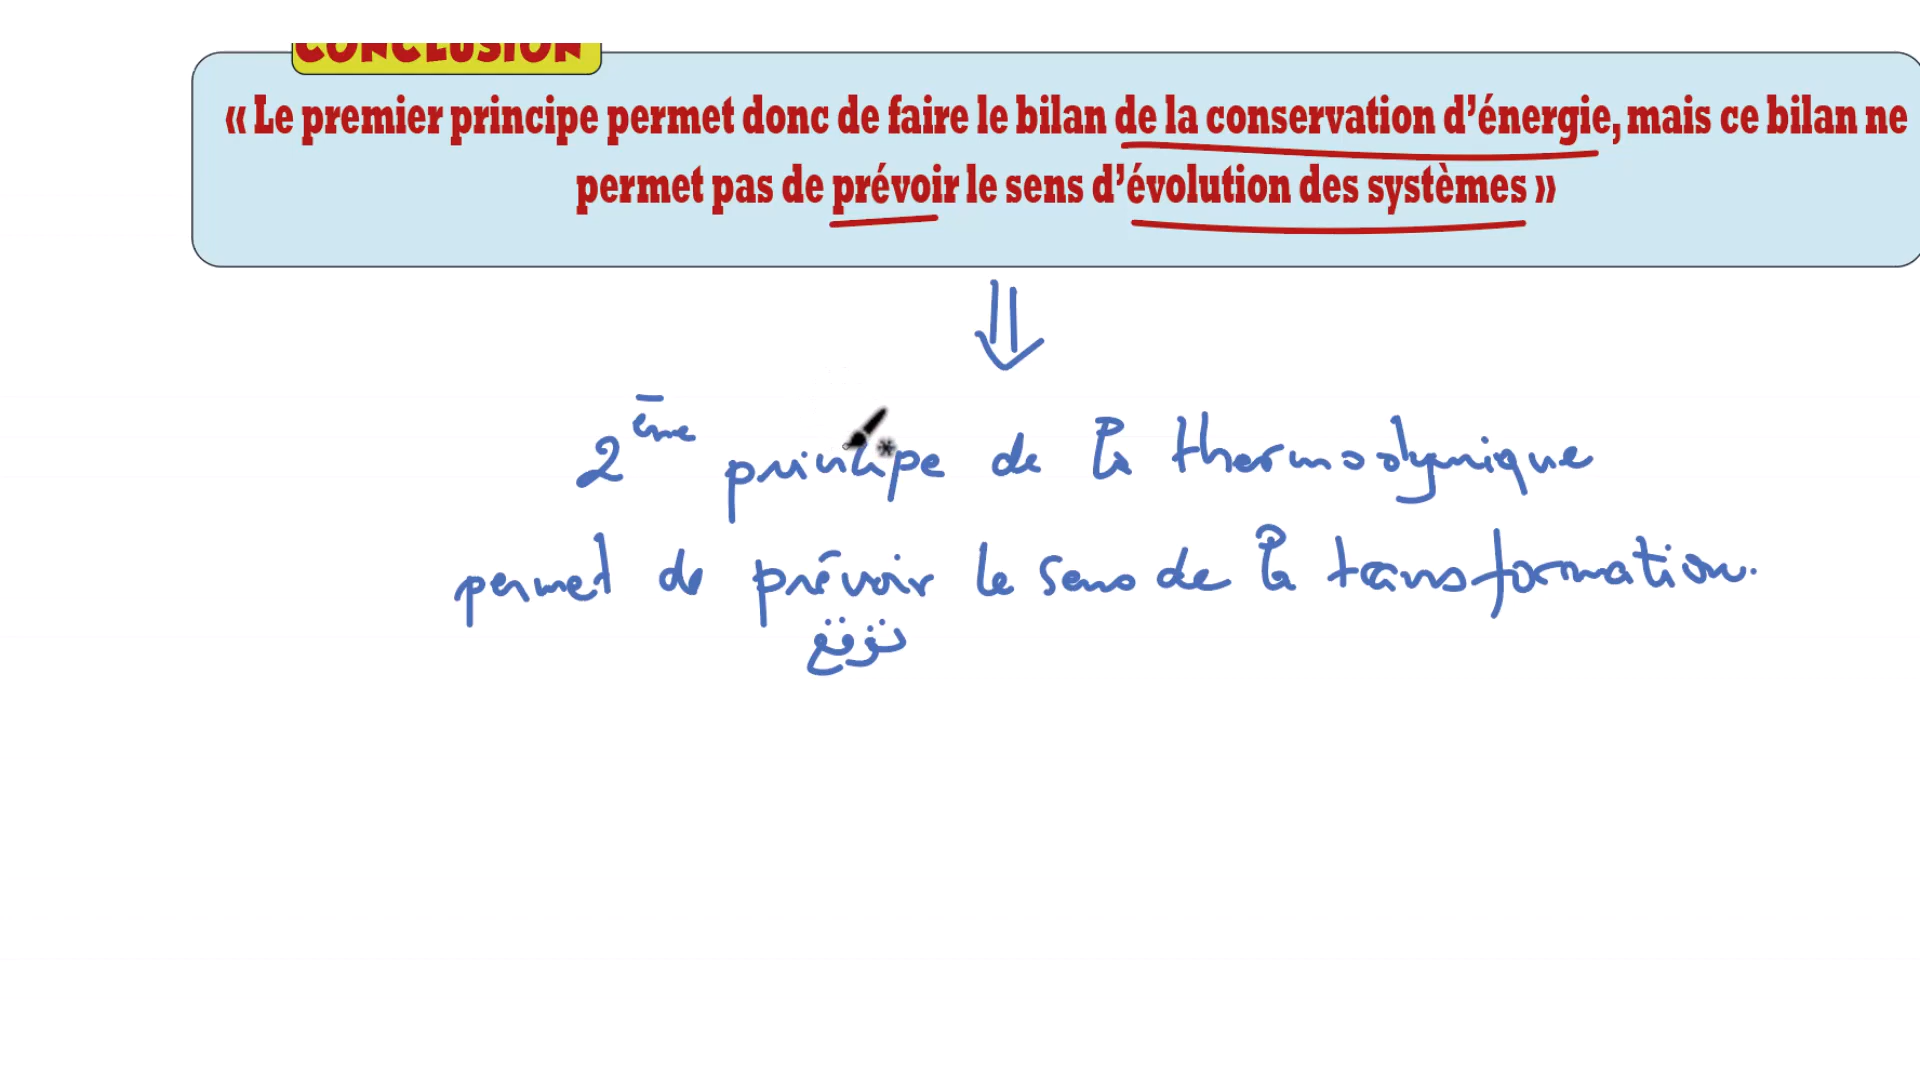 CONCLUSION
« Le premier principe permet donc de faire le bilan de la conservation d’énergie, mais ce bilan ne
permet pas de prévoir le sens d’évolution des systèmes »
2ème principe de la thermodynamique
permet de prévoir le sens de la transformation.
نتوقع